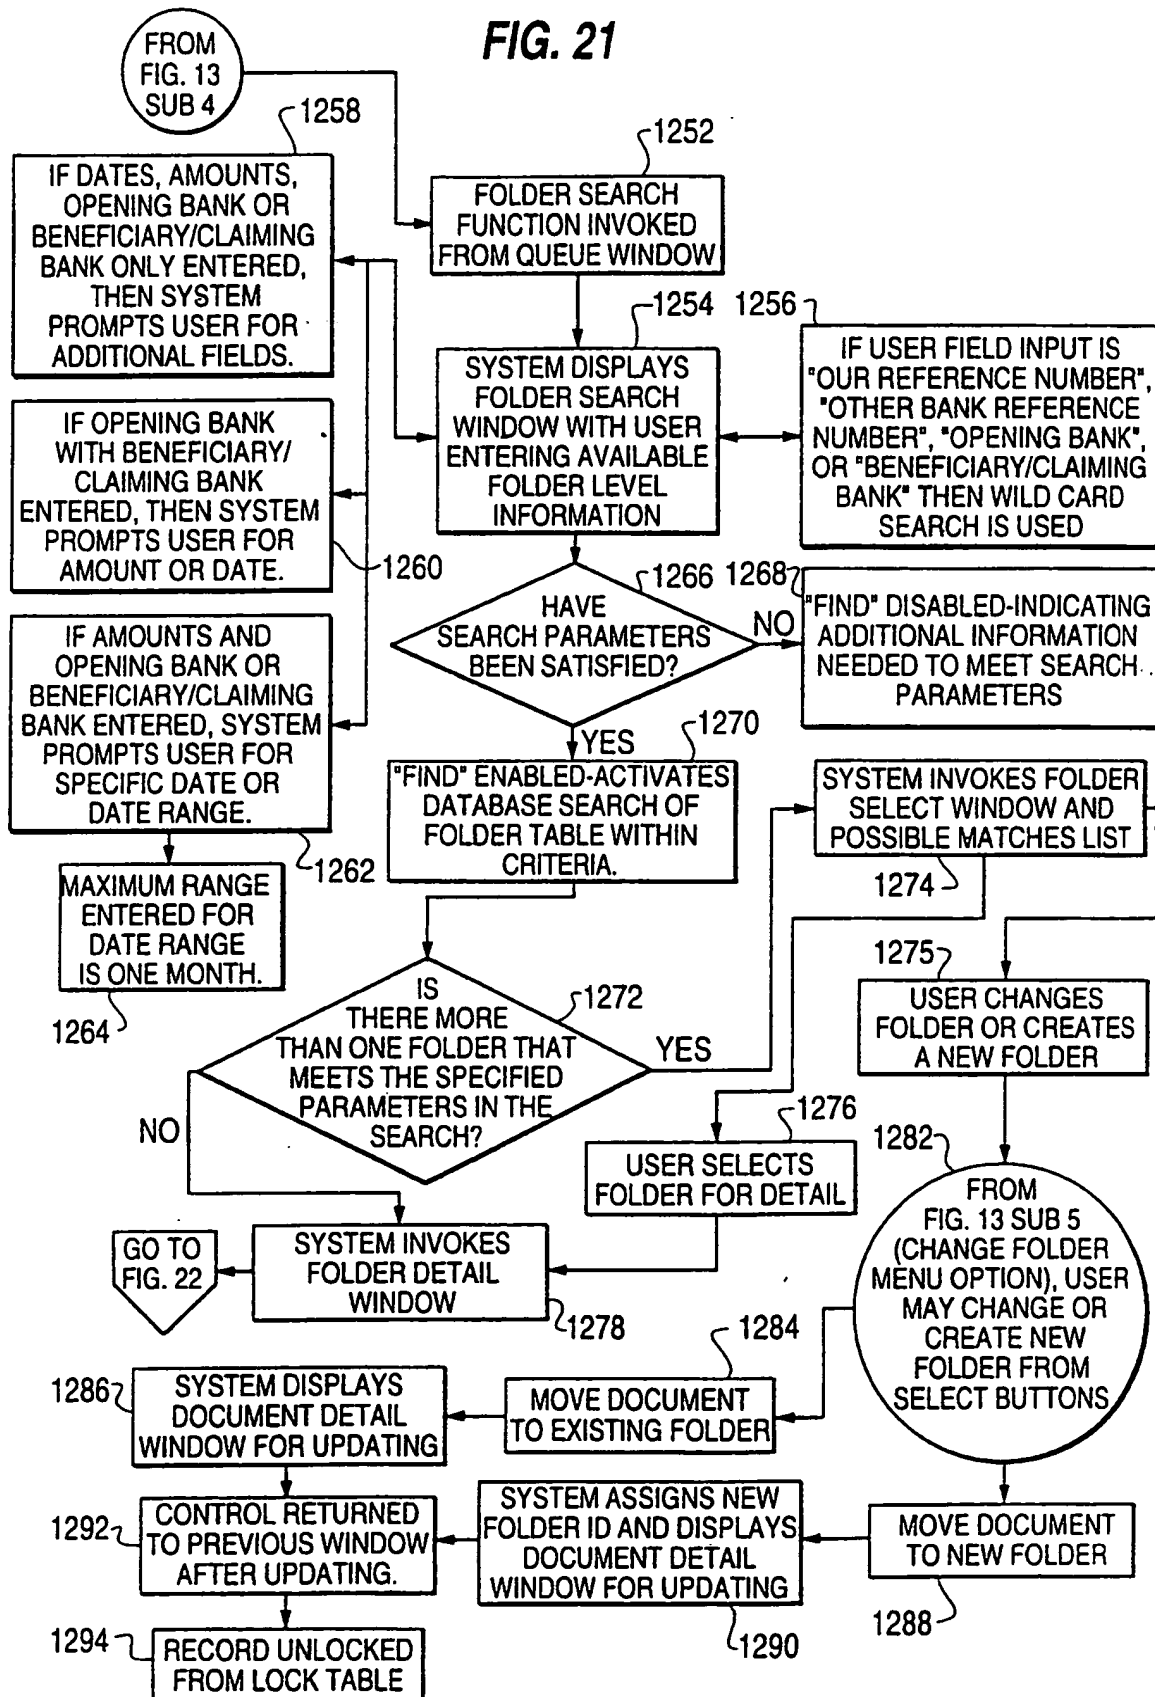 FIG. 21
FROM
FIG. 13
SUB 4
1258
IF DATES, AMOUNTS,
OPENING BANK OR
BENEFICIARY/CLAIMING
BANK ONLY ENTERED,
THEN SYSTEM
PROMPTS USER FOR
ADDITIONAL FIELDS.
1252
FOLDER SEARCH
FUNCTION INVOKED
FROM QUEUE WINDOW
1254
SYSTEM DISPLAYS
FOLDER SEARCH
WINDOW WITH USER
ENTERING AVAILABLE
FOLDER LEVEL
INFORMATION
1256
IF USER FIELD INPUT IS
"OUR REFERENCE NUMBER",
"OTHER BANK REFERENCE
NUMBER", "OPENING BANK",
OR "BENEFICIARY/CLAIMING
BANK" THEN WILD CARD
SEARCH IS USED
IF OPENING BANK
WITH BENEFICIARY/
CLAIMING BANK
ENTERED, THEN SYSTEM
PROMPTS USER FOR
AMOUNT OR DATE.
1260
1266
HAVE
SEARCH PARAMETERS
BEEN SATISFIED?
NO
1268
"FIND" DISABLED-INDICATING
ADDITIONAL INFORMATION
NEEDED TO MEET SEARCH
PARAMETERS
IF AMOUNTS AND
OPENING BANK OR
BENEFICIARY/CLAIMING
BANK ENTERED, SYSTEM
PROMPTS USER FOR
SPECIFIC DATE OR
DATE RANGE.
1262
YES
1270
"FIND" ENABLED-ACTIVATES
DATABASE SEARCH OF
FOLDER TABLE WITHIN
CRITERIA.
SYSTEM INVOKES FOLDER
SELECT WINDOW AND
POSSIBLE MATCHES LIST
1274
MAXIMUM RANGE
ENTERED FOR
DATE RANGE
IS ONE MONTH.
1264
1272
IS
THERE MORE
THAN ONE FOLDER THAT
MEETS THE SPECIFIED
PARAMETERS IN THE
SEARCH?
YES
NO
1275
USER CHANGES
FOLDER OR CREATES
A NEW FOLDER
1276
USER SELECTS
FOLDER FOR DETAIL
1282
FROM
FIG. 13 SUB 5
(CHANGE FOLDER
MENU OPTION), USER
MAY CHANGE OR
CREATE NEW
FOLDER FROM
SELECT BUTTONS
GO TO
FIG. 22
SYSTEM INVOKES
FOLDER DETAIL
WINDOW
1278
1284
MOVE DOCUMENT
TO EXISTING FOLDER
1286
SYSTEM DISPLAYS
DOCUMENT DETAIL
WINDOW FOR UPDATING
1292
CONTROL RETURNED
TO PREVIOUS WINDOW
AFTER UPDATING.
SYSTEM ASSIGNS NEW
FOLDER ID AND DISPLAYS
DOCUMENT DETAIL
WINDOW FOR UPDATING
1290
MOVE DOCUMENT
TO NEW FOLDER
1288
1294
RECORD UNLOCKED
FROM LOCK TABLE